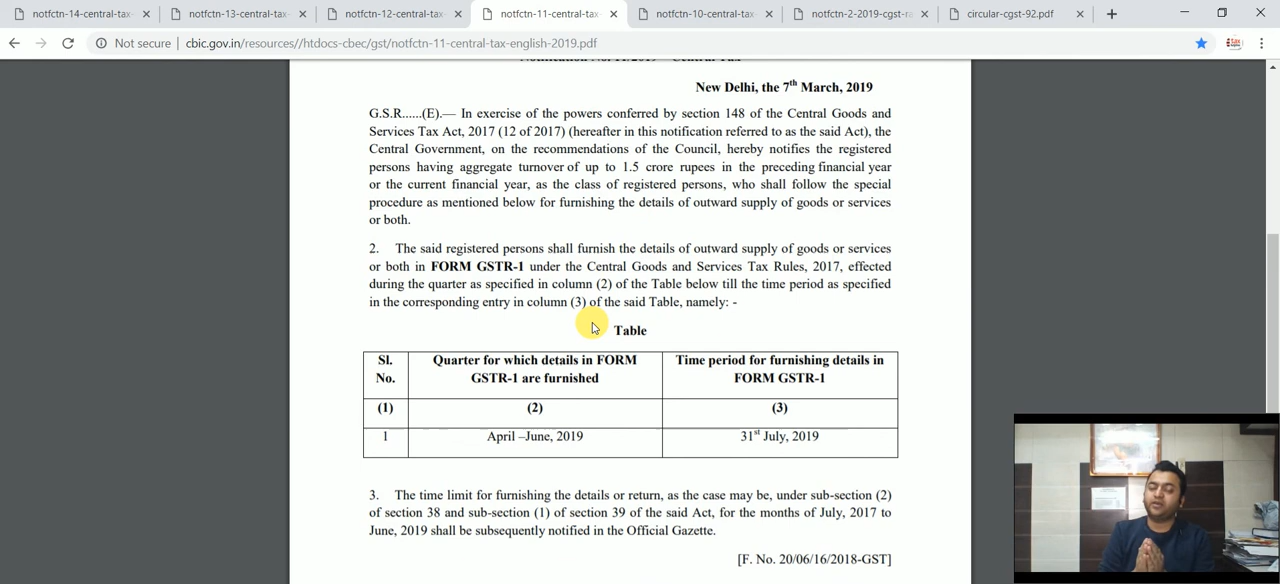 notfctn-14-central-tax-
notfctn-13-central-tax-
notfctn-12-central-tax-
notfctn-11-central-tax-
notfctn-10-central-tax-
notfctn-2-2019-cgst-ra
circular-cgst-92.pdf
Not secure | cbic.gov.in/resources//htdocs-cbec/gst/notfctn-11-central-tax-english-2019.pdf
New Delhi, the 7th March, 2019
G.S.R......(E).— In exercise of the powers conferred by section 148 of the Central Goods and
Services Tax Act, 2017 (12 of 2017) (hereafter in this notification referred to as the said Act), the
Central Government, on the recommendations of the Council, hereby notifies the registered
persons having aggregate turnover of up to 1.5 crore rupees in the preceding financial year
or the current financial year, as the class of registered persons, who shall follow the special
procedure as mentioned below for furnishing the details of outward supply of goods or services
or both.
2. The said registered persons shall furnish the details of outward supply of goods or services
or both in FORM GSTR-1 under the Central Goods and Services Tax Rules, 2017, effected
during the quarter as specified in column (2) of the Table below till the time period as specified
in the corresponding entry in column (3) of the said Table, namely: -
Table
Sl. No.
Quarter for which details in FORM
GSTR-1 are furnished
Time period for furnishing details in
FORM GSTR-1
(1) (2) (3)
1 April –June, 2019 31st July, 2019
3. The time limit for furnishing the details or return, as the case may be, under sub-section (2)
of section 38 and sub-section (1) of section 39 of the said Act, for the months of July, 2017 to
June, 2019 shall be subsequently notified in the Official Gazette.
[F. No. 20/06/16/2018-GST]